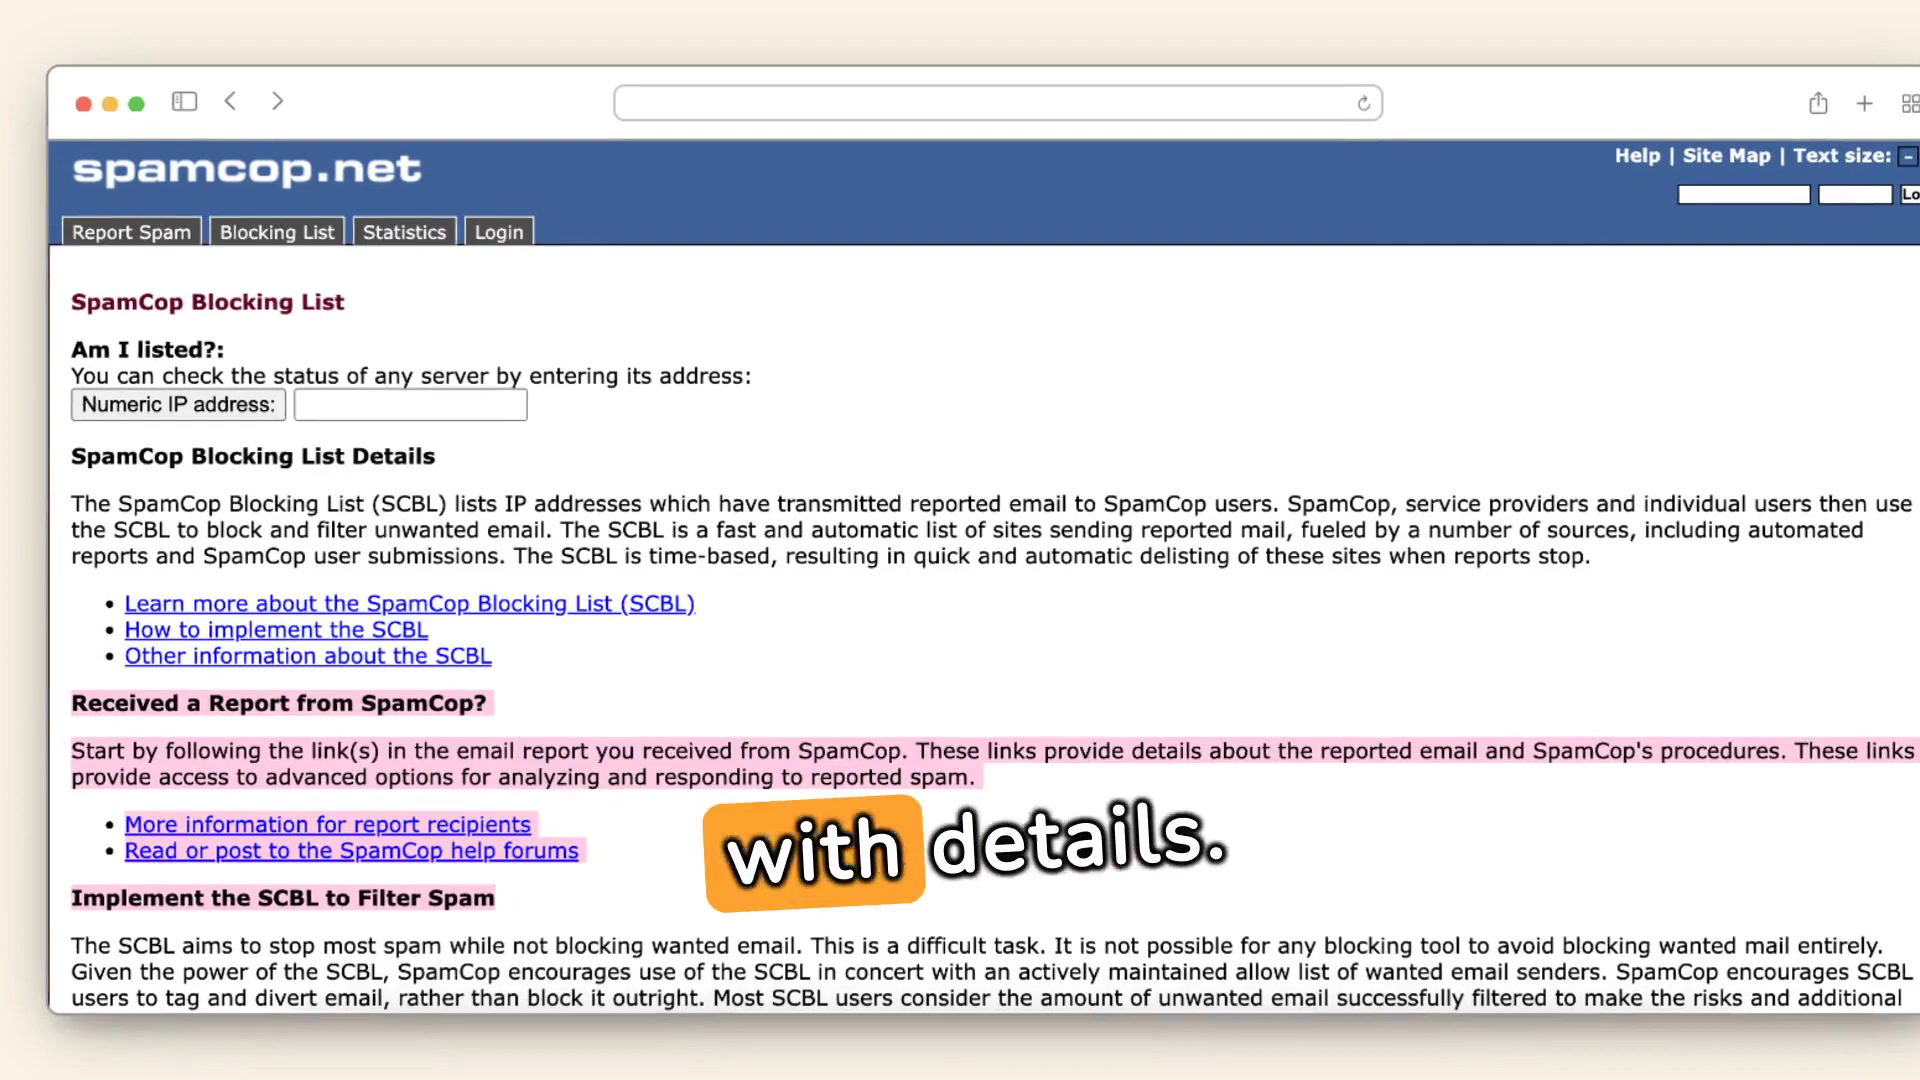 spamcop.net
Help | Site Map | Text size: -
Report Spam Blocking List Statistics Login
SpamCop Blocking List
Am I listed?:
You can check the status of any server by entering its address:
Numeric IP address:
SpamCop Blocking List Details
The SpamCop Blocking List (SCBL) lists IP addresses which have transmitted reported email to SpamCop users. SpamCop, service providers and individual users then use
the SCBL to block and filter unwanted email. The SCBL is a fast and automatic list of sites sending reported mail, fueled by a number of sources, including automated
reports and SpamCop user submissions. The SCBL is time-based, resulting in quick and automatic delisting of these sites when reports stop.
• Learn more about the SpamCop Blocking List (SCBL)
• How to implement the SCBL
• Other information about the SCBL
Received a Report from SpamCop?
Start by following the link(s) in the email report you received from SpamCop. These links provide details about the reported email and SpamCop's procedures. These links
provide access to advanced options for analyzing and responding to reported spam.
• More information for report recipients
• Read or post to the SpamCop help forums
with details.
Implement the SCBL to Filter Spam
The SCBL aims to stop most spam while not blocking wanted email. This is a difficult task. It is not possible for any blocking tool to avoid blocking wanted mail entirely.
Given the power of the SCBL, SpamCop encourages use of the SCBL in concert with an actively maintained allow list of wanted email senders. SpamCop encourages SCBL
users to tag and divert email, rather than block it outright. Most SCBL users consider the amount of unwanted email successfully filtered to make the risks and additional